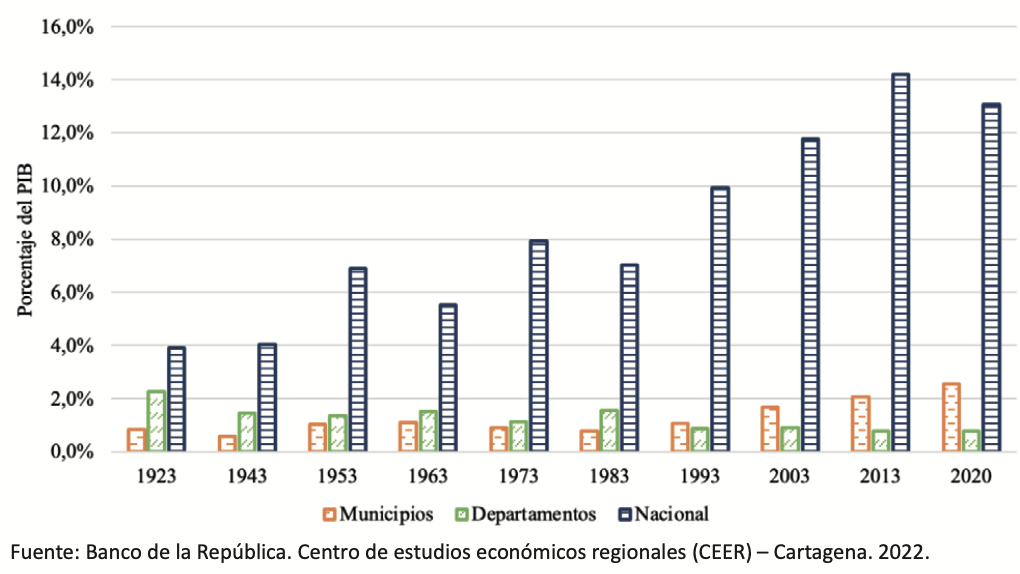 16,0%
14,0%
12,0%
10,0%
8,0%
6,0%
4,0%
2,0%
0,0%
Porcentaje del PIB
1923 1943 1953 1963 1973 1983 1993 2003 2013 2020
Municipios Departamentos Nacional
Fuente: Banco de la República. Centro de estudios económicos regionales (CEER) – Cartagena. 2022.